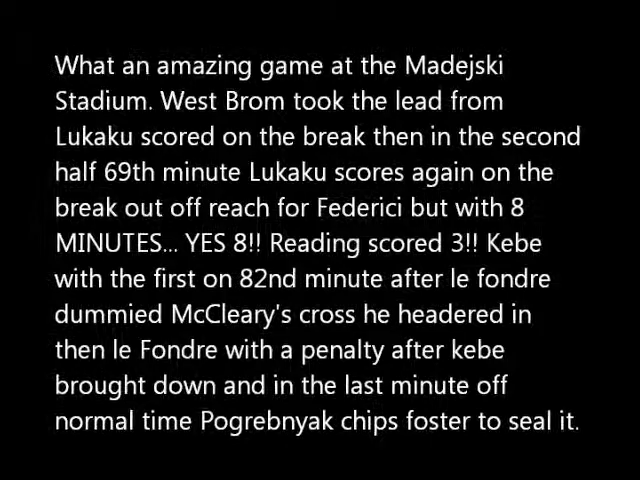 What an amazing game at the Madejski
Stadium. West Brom took the lead from
Lukaku scored on the break then in the second
half 69th minute Lukaku scores again on the
break out off reach for Federici but with 8
MINUTES... YES 8!! Reading scored 3!! Kebe
with the first on 82nd minute after le fondre
dummied McCleary's cross he headered in
then le Fondre with a penalty after kebe
brought down and in the last minute off
normal time Pogrebnyak chips foster to seal it.